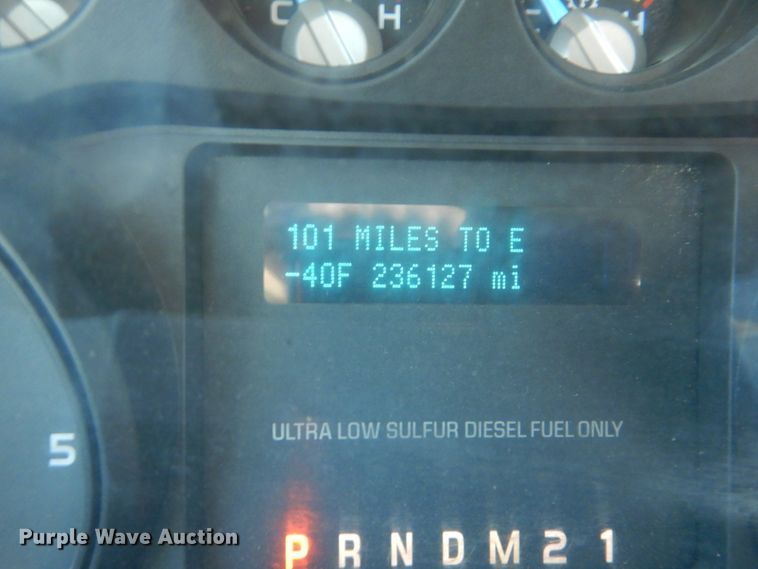 C H
H
101 MILES TO E
-40F 236127 mi
ULTRA LOW SULFUR DIESEL FUEL ONLY
5
P R N D M 2 1
Purple Wave Auction®